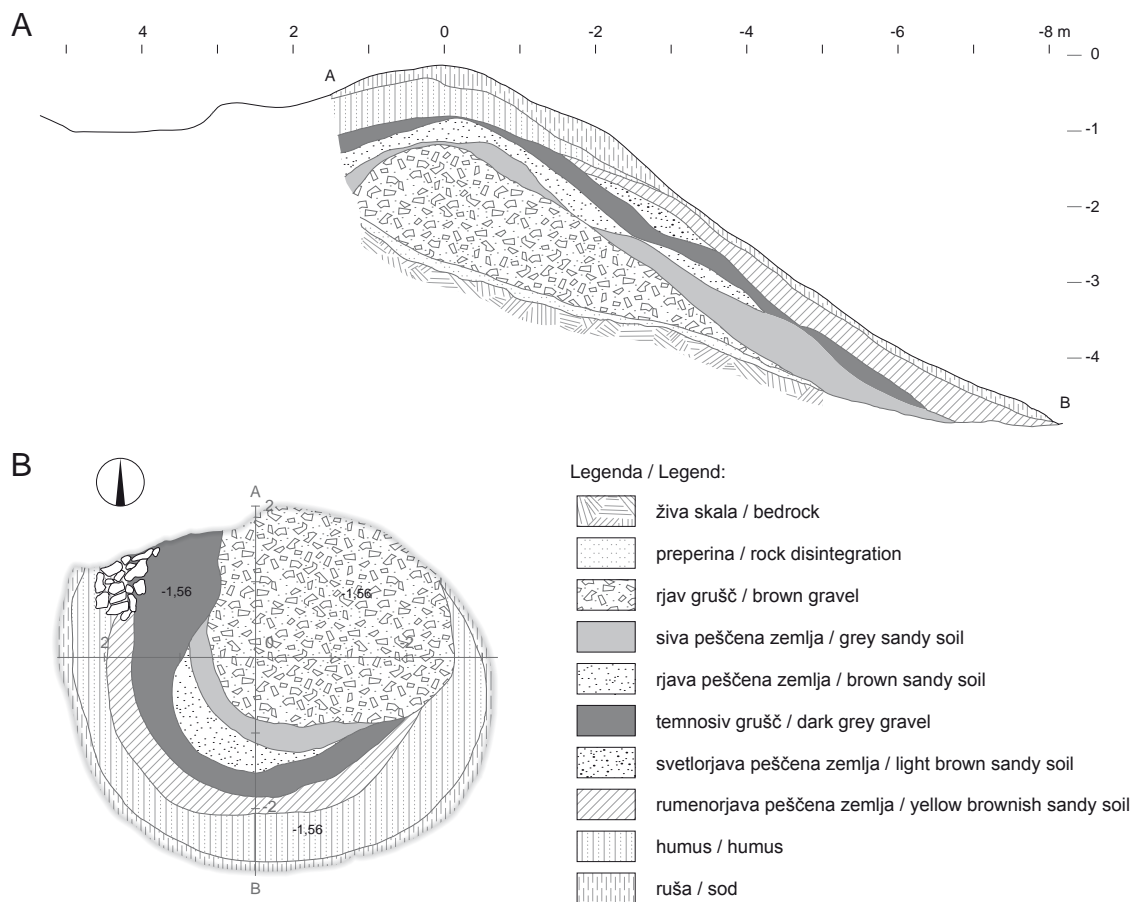 A
4 2 0 -2 -4 -6 -8 m
0
A
-1
-2
-3
-4
B
B
A
2
-1,56 -1,56
2 0 -2
-2
-1,56
B
Legenda / Legend:
živa skala / bedrock
preperina / rock disintegration
rjav grušč / brown gravel
siva peščena zemlja / grey sandy soil
rjava peščena zemlja / brown sandy soil
temnosiv grušč / dark grey gravel
svetlorjava peščena zemlja / light brown sandy soil
rumenorjava peščena zemlja / yellow brownish sandy soil
humus / humus
ruša / sod